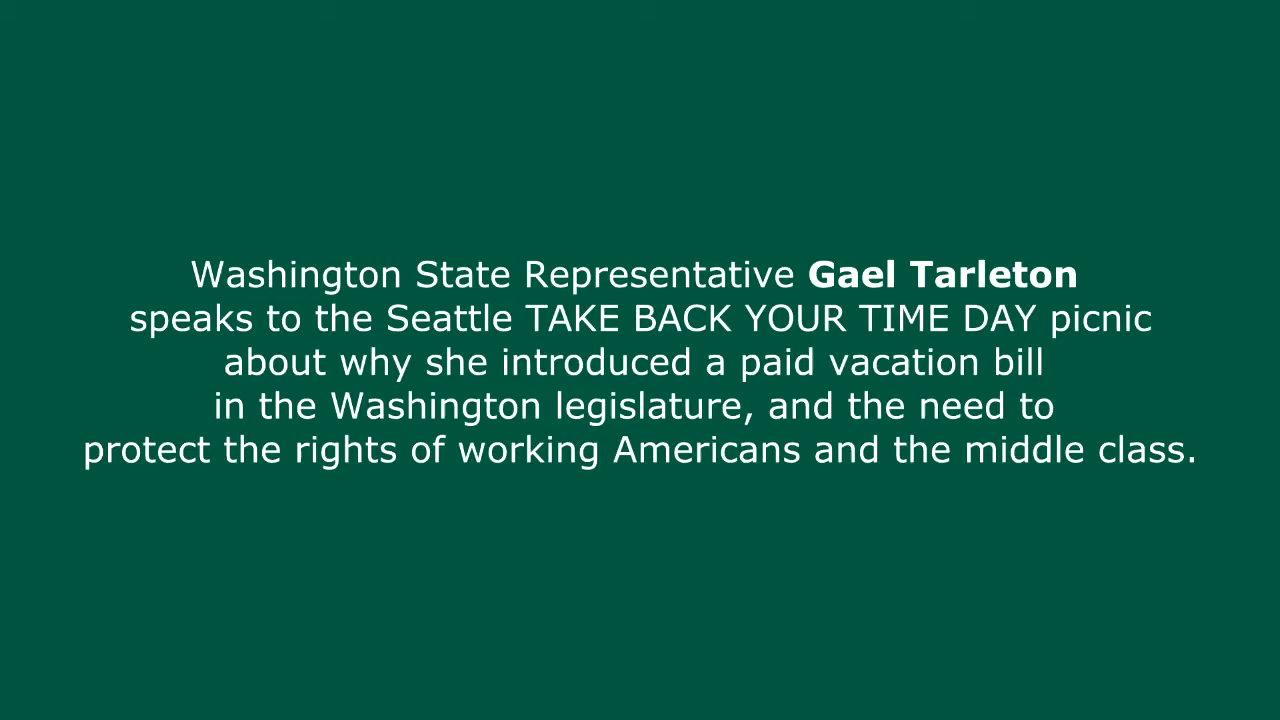 Washington State Representative Gael Tarleton
speaks to the Seattle TAKE BACK YOUR TIME DAY picnic
about why she introduced a paid vacation bill
in the Washington legislature, and the need to
protect the rights of working Americans and the middle class.